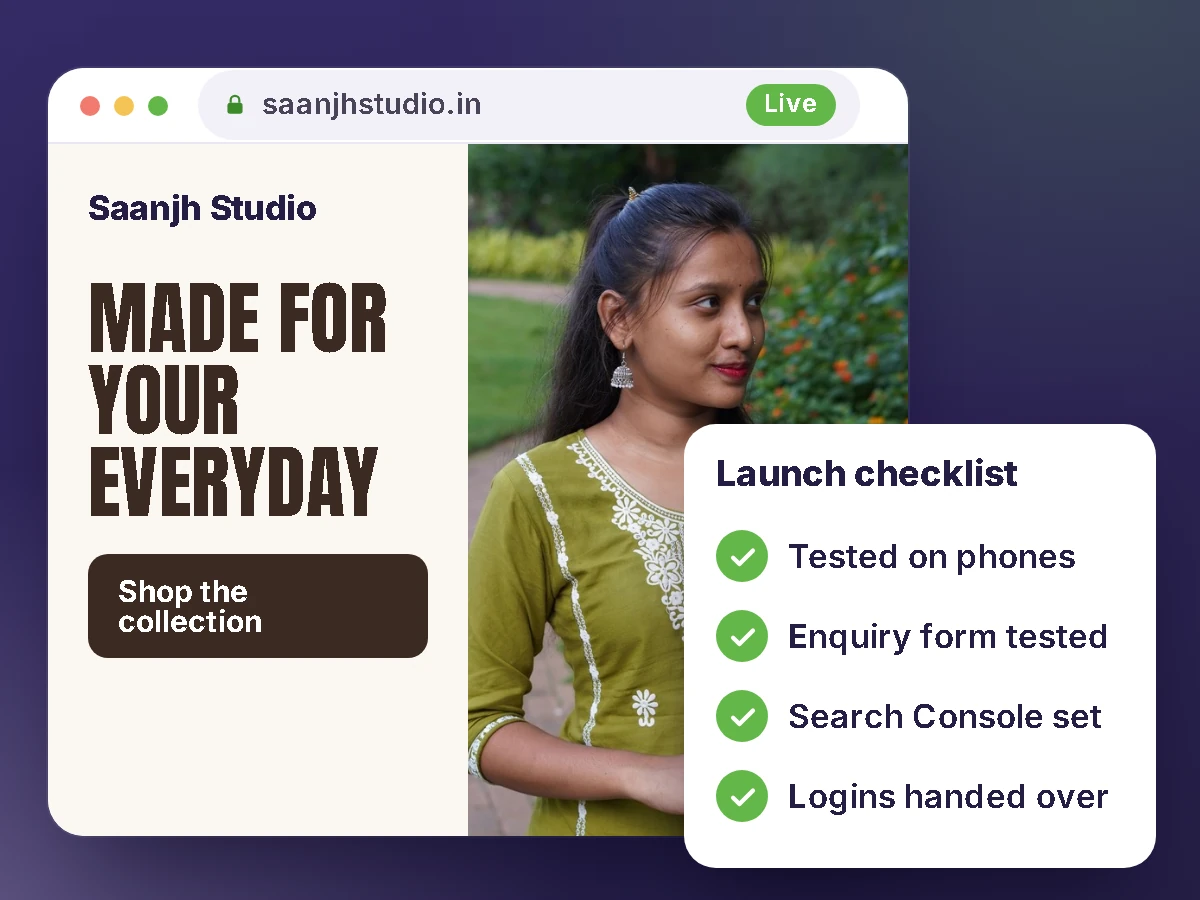 saanjhstudio.in
Live
Saanjh Studio
MADE FOR
YOUR
EVERYDAY
Shop the
collection
Launch checklist
Tested on phones
Enquiry form tested
Search Console set
Logins handed over